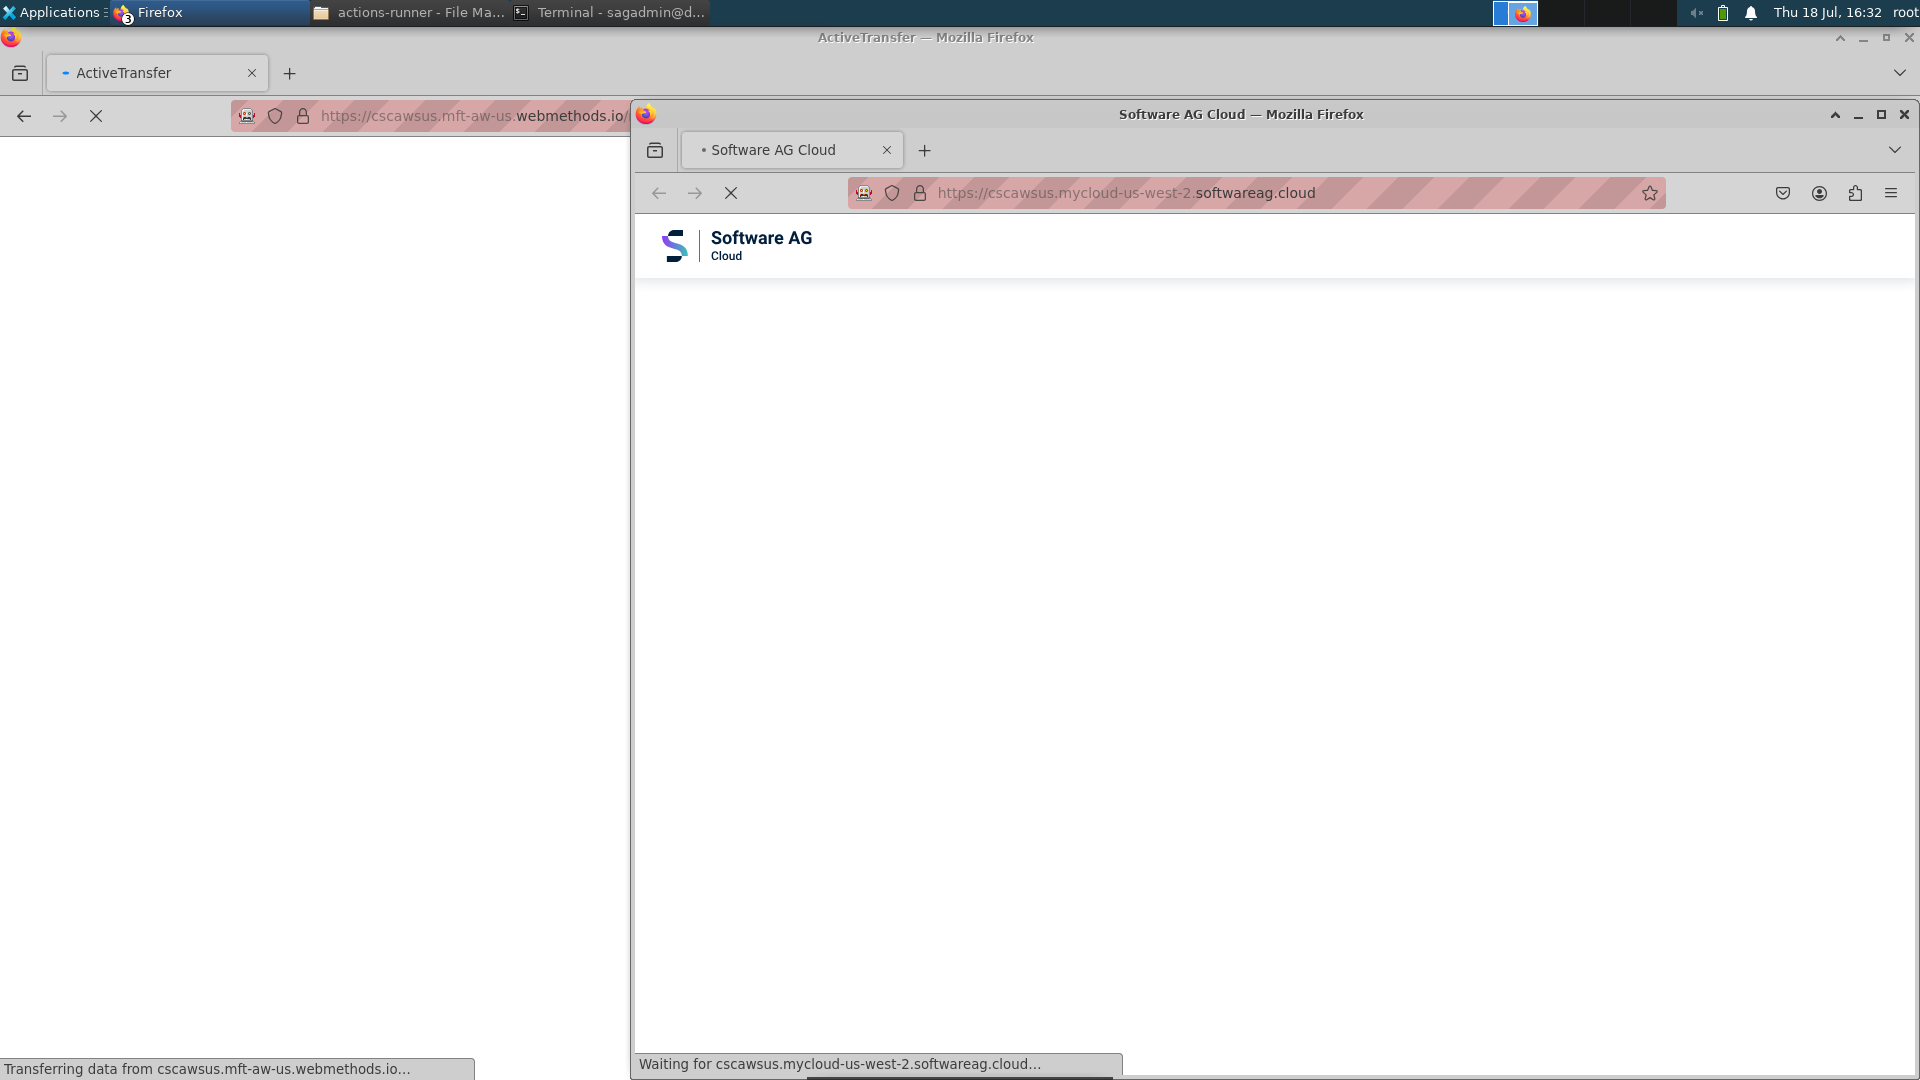 Applications
3
Firefox
actions-runner - File Ma...
Terminal - sagadmin@d...
Thu 18 Jul, 16:32
root
ActiveTransfer — Mozilla Firefox
ActiveTransfer
https://cscawsus.mft-aw-us.webmethods.io/
Software AG Cloud — Mozilla Firefox
Software AG Cloud
https://cscawsus.mycloud-us-west-2.softwareag.cloud
Software AG
Cloud
Waiting for cscawsus.mycloud-us-west-2.softwareag.cloud...
Transferring data from cscawsus.mft-aw-us.webmethods.io...